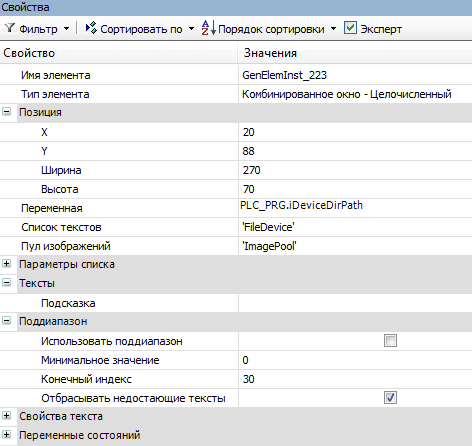 Свойства
Фильтр Сортировать по Порядок сортировки Эксперт
Свойство Значения
Имя элемента GenElemInst_223
Тип элемента Комбинированное окно - Целочисленный
Позиция
X 20
Y 88
Ширина 270
Высота 70
Переменная PLC_PRG.iDeviceDirPath
Список текстов 'FileDevice'
Пул изображений 'ImagePool'
Параметры списка
Тексты
Подсказка
Поддиапазон
Использовать поддиапазон
Минимальное значение 0
Конечный индекс 30
Отбрасывать недостающие тексты
Свойства текста
Переменные состояний